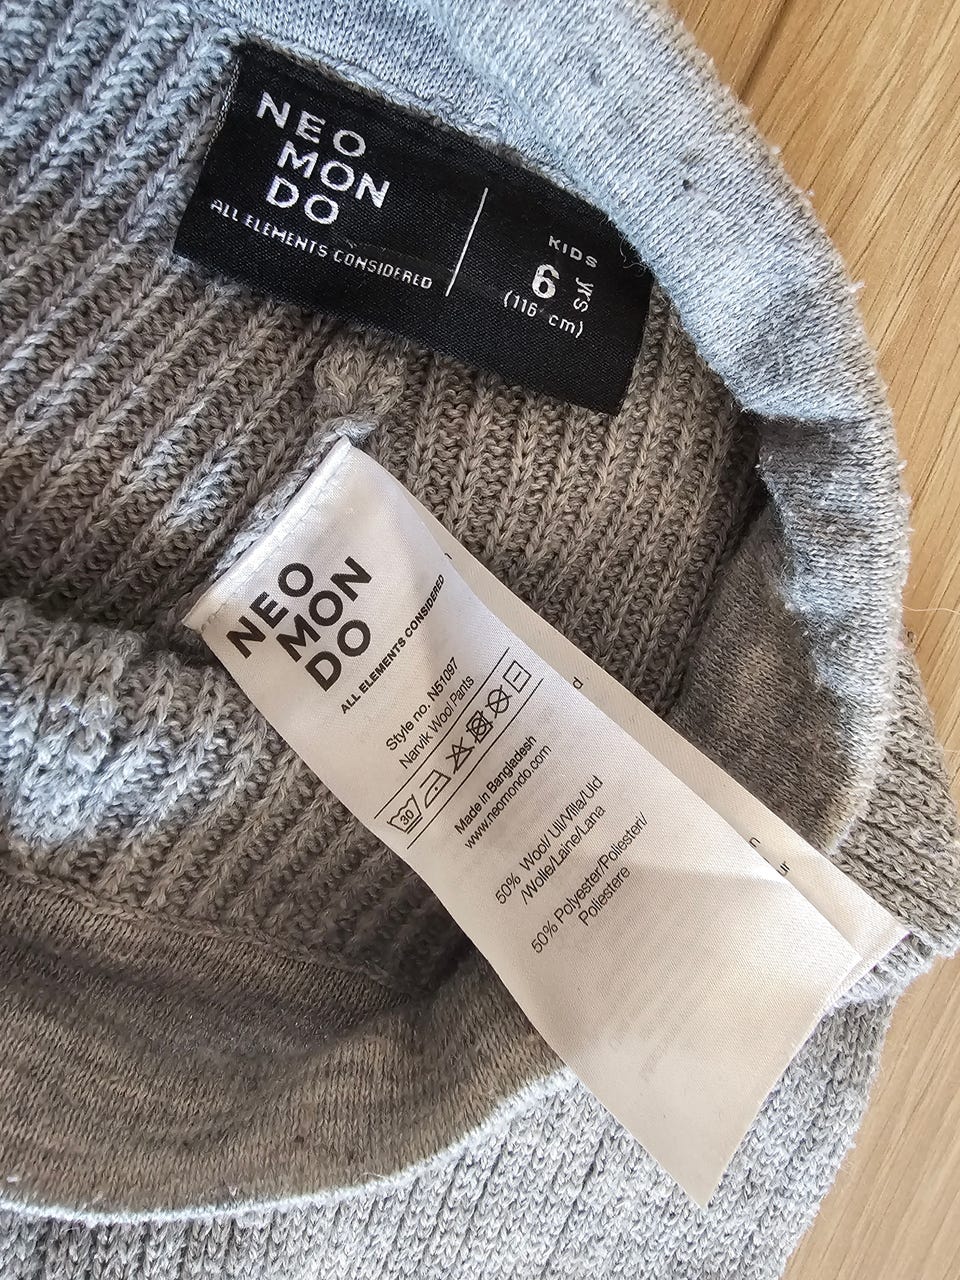 NEO
MON
DO
ALL ELEMENTS CONSIDERED
KIDS
6 yrs
(116 cm)
NEO
MON
DO
ALL ELEMENTS CONSIDERED
Style no. N51097
Narvik Wool Pants
30
Made in Bangladesh
www.neomondo.com
50% Wool/ Ull/Villa/Uld
/Wolle/Laine/Lana
50% Polyester/Poliesteri/
Poliestere